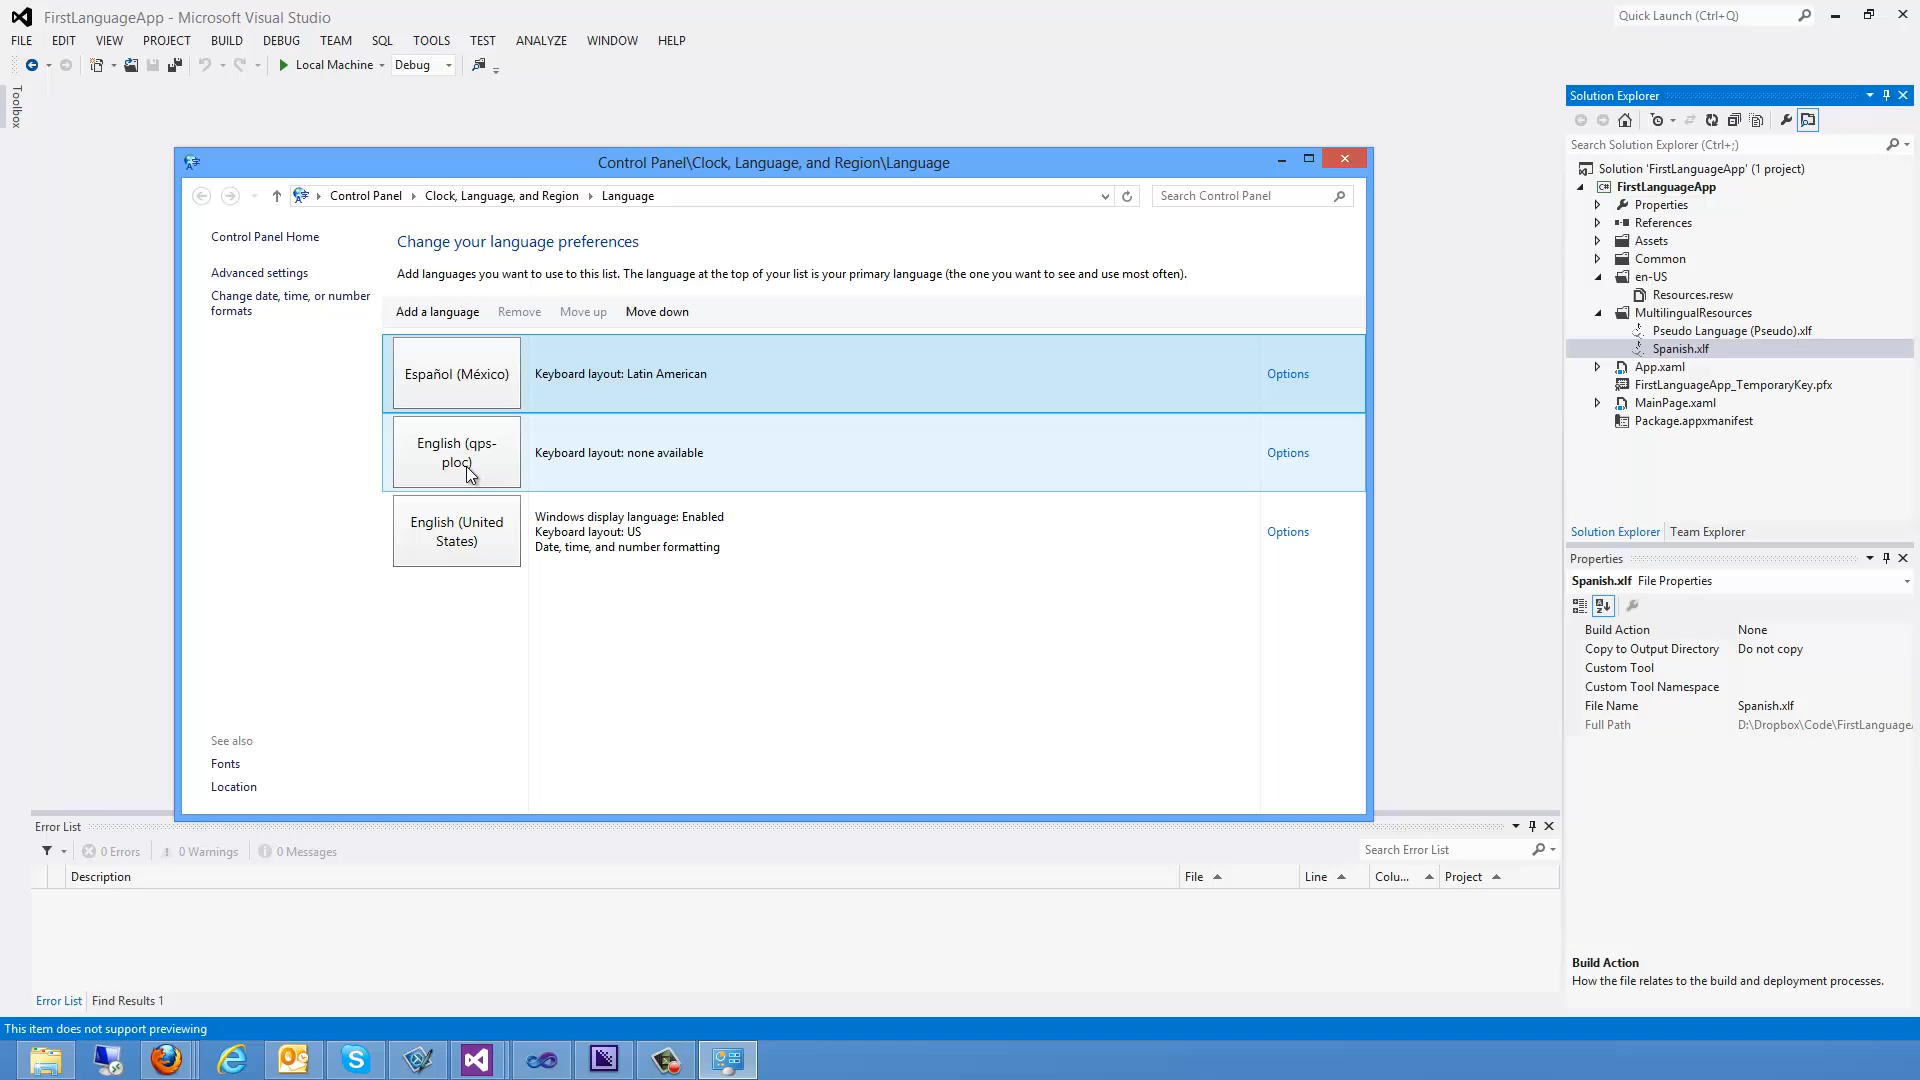 FirstLanguageApp - Microsoft Visual Studio
Quick Launch (Ctrl+Q)
FILE EDIT VIEW PROJECT BUILD DEBUG TEAM SQL TOOLS TEST ANALYZE WINDOW HELP
Local Machine Debug
Toolbox
Control Panel\Clock, Language, and Region\Language
Control Panel Clock, Language, and Region Language
Search Control Panel
Control Panel Home
Advanced settings
Change date, time, or number
formats
Change your language preferences
Add languages you want to use to this list. The language at the top of your list is your primary language (the one you want to see and use most often).
Add a language Remove Move up Move down
Español (México)
Keyboard layout: Latin American
Options
English (qps-
ploc)
Keyboard layout: none available
Options
English (United
States)
Windows display language: Enabled
Keyboard layout: US
Date, time, and number formatting
Options
See also
Fonts
Location
Solution Explorer
Search Solution Explorer (Ctrl+;)
Solution 'FirstLanguageApp' (1 project)
C# FirstLanguageApp
Properties
References
Assets
Common
en-US
Resources.resw
MultilingualResources
Pseudo Language (Pseudo).xlf
Spanish.xlf
App.xaml
FirstLanguageApp_TemporaryKey.pfx
MainPage.xaml
Package.appxmanifest
Solution Explorer Team Explorer
Properties
Spanish.xlf File Properties
Build Action None
Copy to Output Directory Do not copy
Custom Tool
Custom Tool Namespace
File Name Spanish.xlf
Full Path D:\Dropbox\Code\FirstLanguage
Build Action
How the file relates to the build and deployment processes.
Error List
0 Errors 0 Warnings 0 Messages
Search Error List
Description File Line Colu... Project
Error List Find Results 1
This item does not support previewing